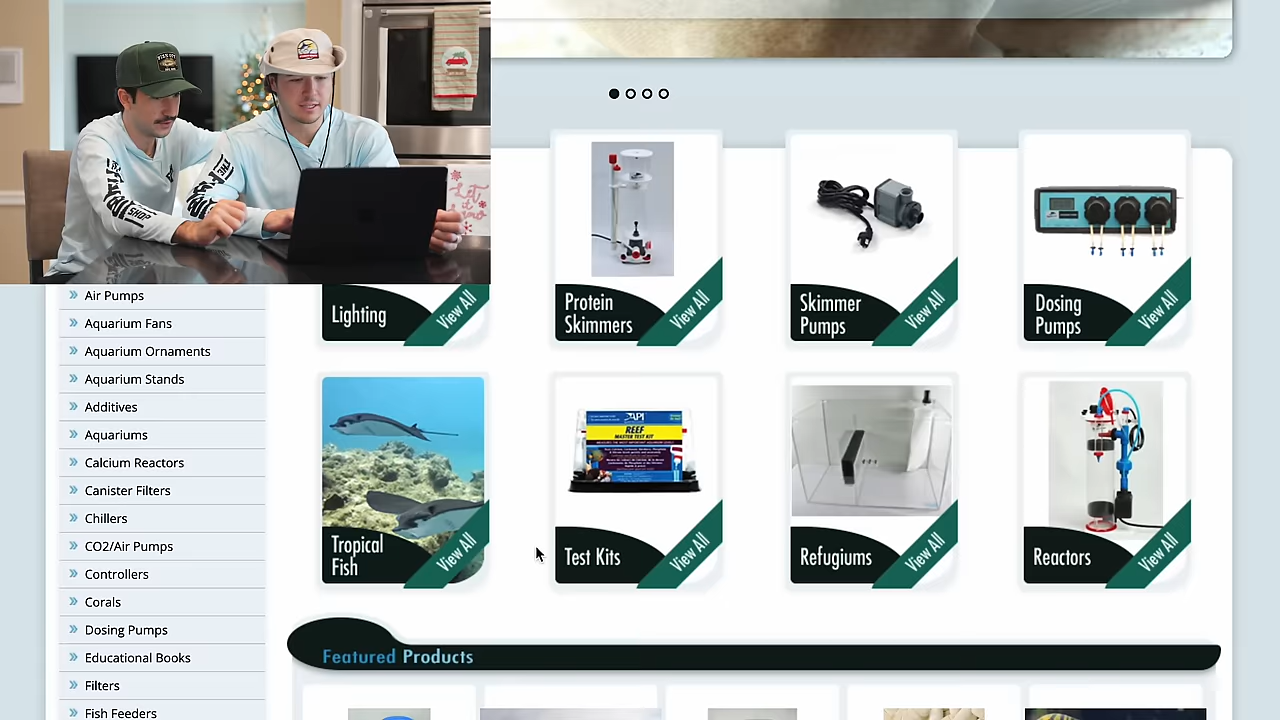 Lighting
View All
Protein
Skimmers
View All
Skimmer
Pumps
View All
Dosing
Pumps
View All
Air Pumps
Aquarium Fans
Aquarium Ornaments
Aquarium Stands
Additives
Aquariums
Calcium Reactors
Canister Filters
Chillers
CO2/Air Pumps
Controllers
Corals
Dosing Pumps
Educational Books
Filters
Fish Feeders
Tropical
Fish
View All
API
REEF
MASTER TEST KIT
Test Kits
View All
Refugiums
View All
Reactors
View All
Featured Products